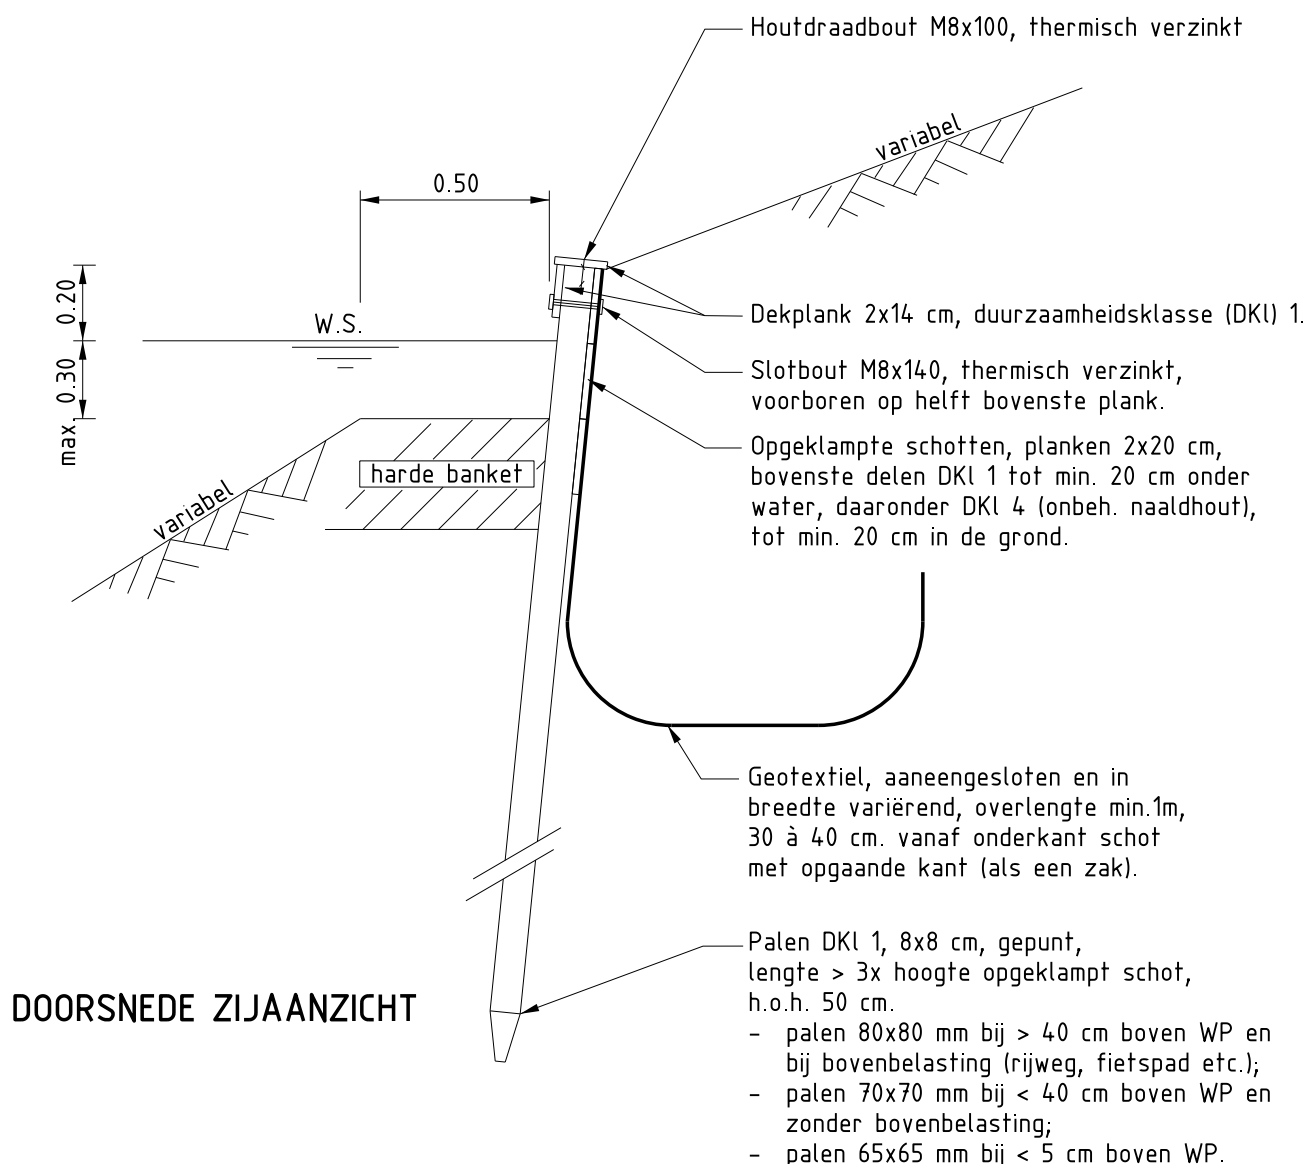 Houtdraadbout M8x100, thermisch verzinkt
variabel
0.50
0.20
W.S.
Dekplank 2x14 cm, duurzaamheidsklasse (DKl) 1.
max. 0.30
Slotbout M8x140, thermisch verzinkt,
voorboren op helft bovenste plank.
Opgeklampte schotten, planken 2x20 cm,
bovenste delen DKl 1 tot min. 20 cm onder
water, daaronder DKl 4 (onbeh. naaldhout),
tot min. 20 cm in de grond.
harde banket
variabel
Geotextiel, aaneengesloten en in
breedte variërend, overlengte min.1m,
30 à 40 cm. vanaf onderkant schot
met opgaande kant (als een zak).
Palen DKl 1, 8x8 cm, gepunt,
lengte > 3x hoogte opgeklampt schot,
h.o.h. 50 cm.
- palen 80x80 mm bij > 40 cm boven WP en
bij bovenbelasting (rijweg, fietspad etc.);
- palen 70x70 mm bij < 40 cm boven WP en
zonder bovenbelasting;
- palen 65x65 mm bij < 5 cm boven WP.
DOORSNEDE ZIJAANZICHT